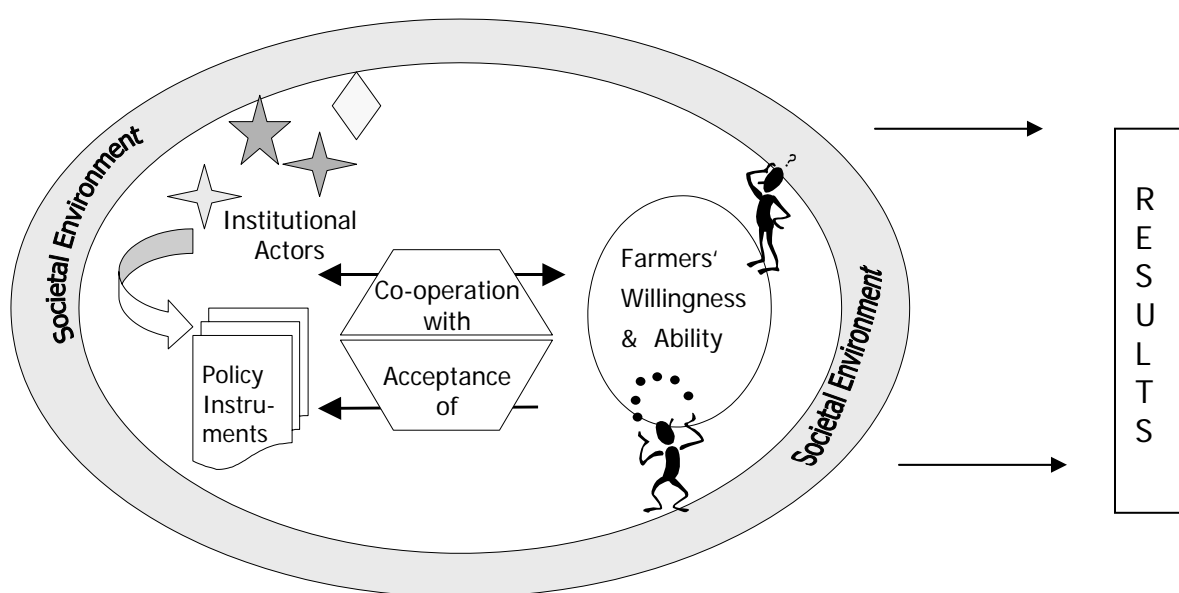 Societal Environment
Institutional
Actors
Co-operation
with
Acceptance
of
Policy
Instru-
ments
Farmers‘
Willingness
& Ability
?
Societal Environment
R
E
S
U
L
T
S